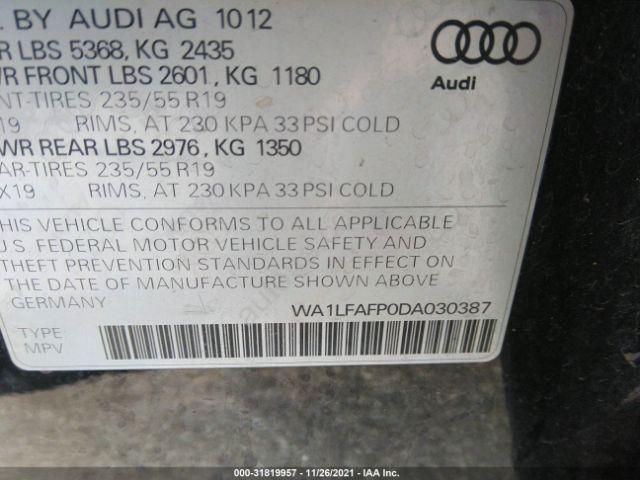 BY AUDI AG 1012
LBS 5368, KG 2435
WR FRONT LBS 2601, KG 1180
NT-TIRES 235/55 R19
19 RIMS, AT 230 KPA 33 PSI COLD
WR REAR LBS 2976, KG 1350
AR-TIRES 235/55 R19
X19 RIMS, AT 230 KPA 33 PSI COLD
Audi
THIS VEHICLE CONFORMS TO ALL APPLICABLE
U.S. FEDERAL MOTOR VEHICLE SAFETY AND
THEFT PREVENTION STANDARDS IN EFFECT ON
THE DATE OF MANUFACTURE SHOWN ABOVE
GERMANY
WA1LFAFP0DA030387
TYPE
MPV
000-31819957 - 11/26/2021 - IAA Inc.